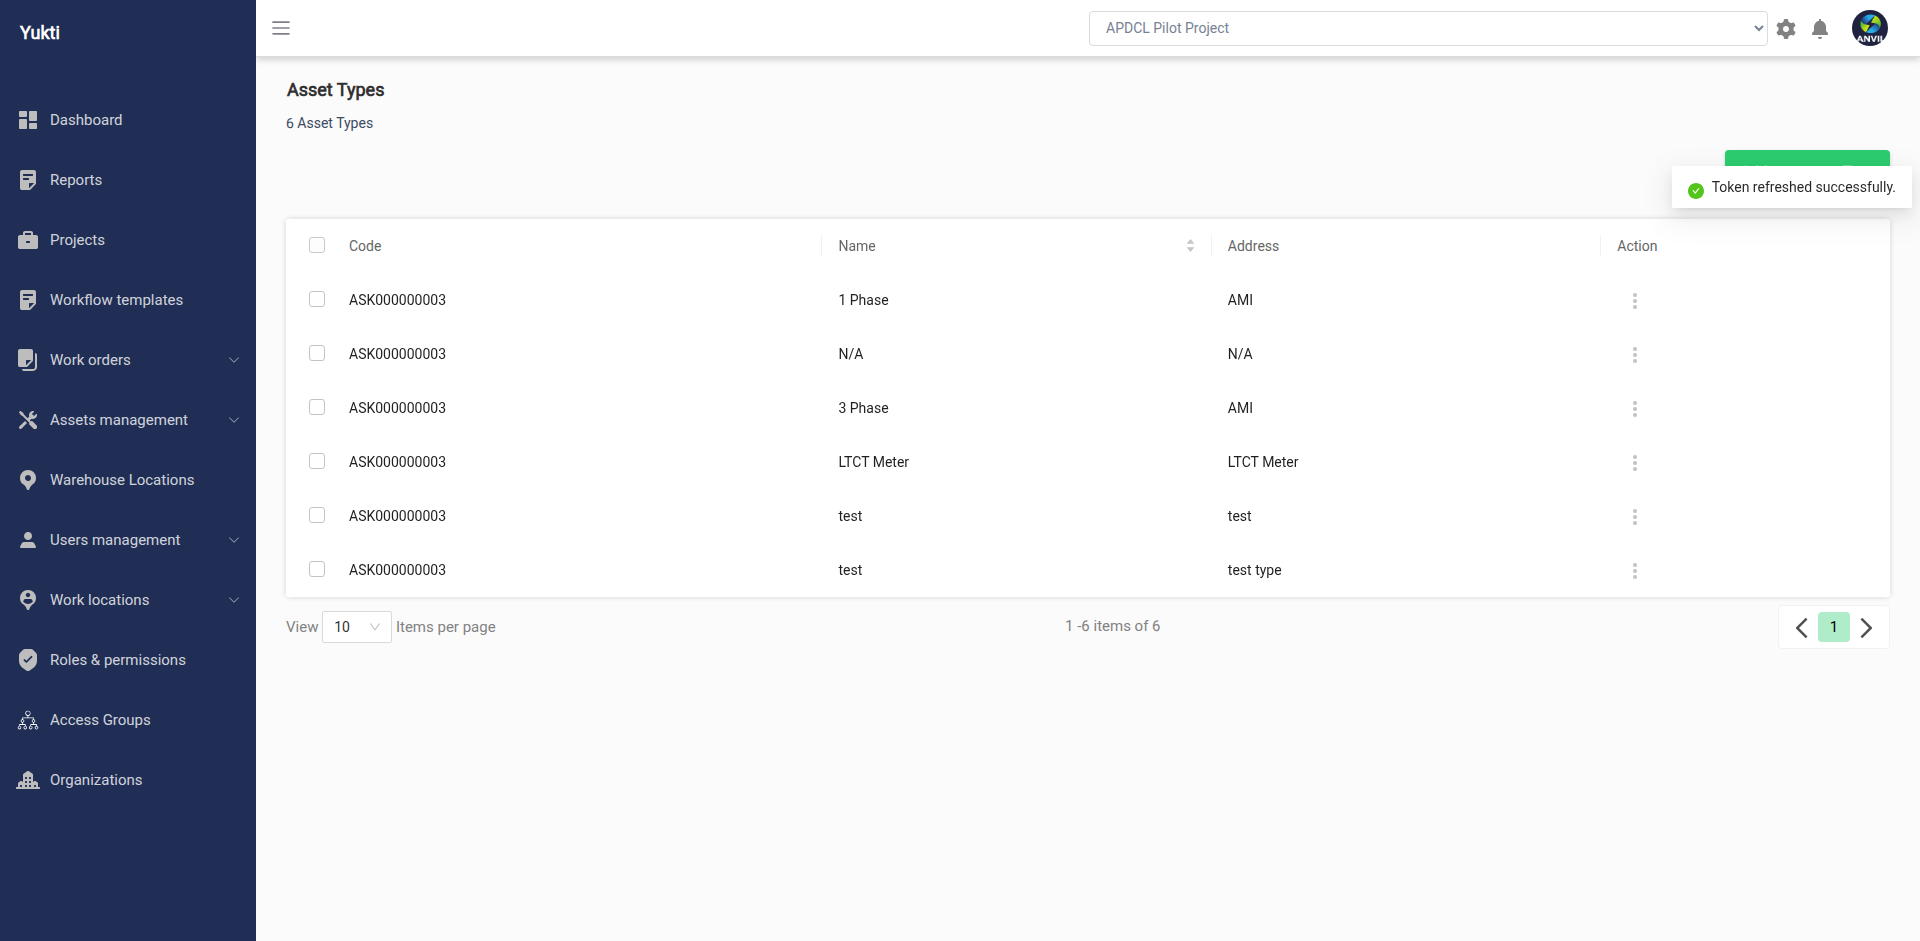 Yukti
APDCL Pilot Project
ANVIL
Dashboard
Reports
Projects
Workflow templates
Work orders
Assets management
Warehouse Locations
Users management
Work locations
Roles & permissions
Access Groups
Organizations
Asset Types
6 Asset Types
Token refreshed successfully.
Code Name Address Action
ASK000000003 1 Phase AMI
ASK000000003 N/A N/A
ASK000000003 3 Phase AMI
ASK000000003 LTCT Meter LTCT Meter
ASK000000003 test test
ASK000000003 test test type
View 10 Items per page
1 -6 items of 6
1